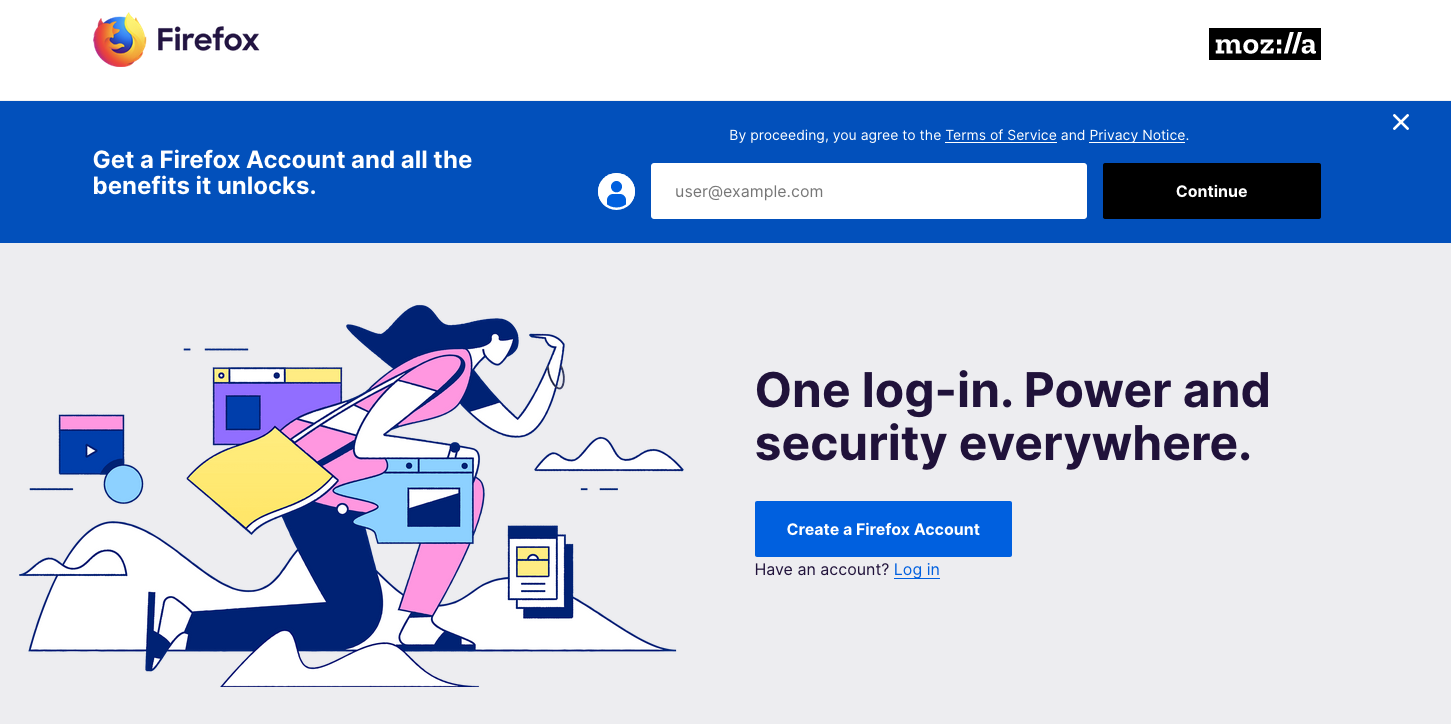 Firefox
moz://a
By proceeding, you agree to the Terms of Service and Privacy Notice.
Get a Firefox Account and all the
benefits it unlocks.
user@example.com
Continue
One log-in. Power and
security everywhere.
Create a Firefox Account
Have an account? Log in